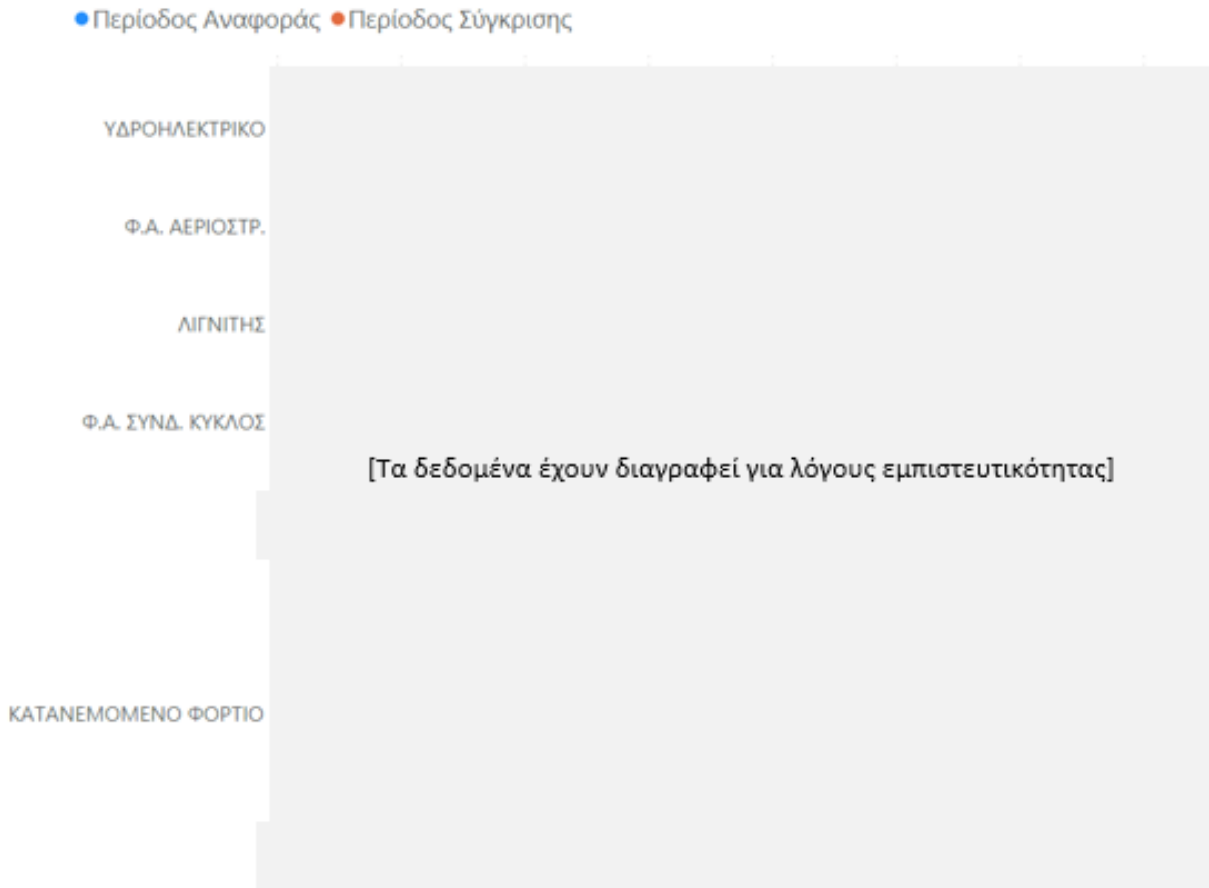 Περίοδος Αναφοράς Περίοδος Σύγκρισης
ΥΔΡΟΗΛΕΚΤΡΙΚΟ
Φ.Α. ΑΕΡΙΟΣΤΡ.
ΛΙΓΝΙΤΗΣ
Φ.Α. ΣΥΝΔ. ΚΥΚΛΟΣ
[Τα δεδομένα έχουν διαγραφεί για λόγους εμπιστευτικότητας]
ΚΑΤΑΝΕΜΟΜΕΝΟ ΦΟΡΤΙΟ